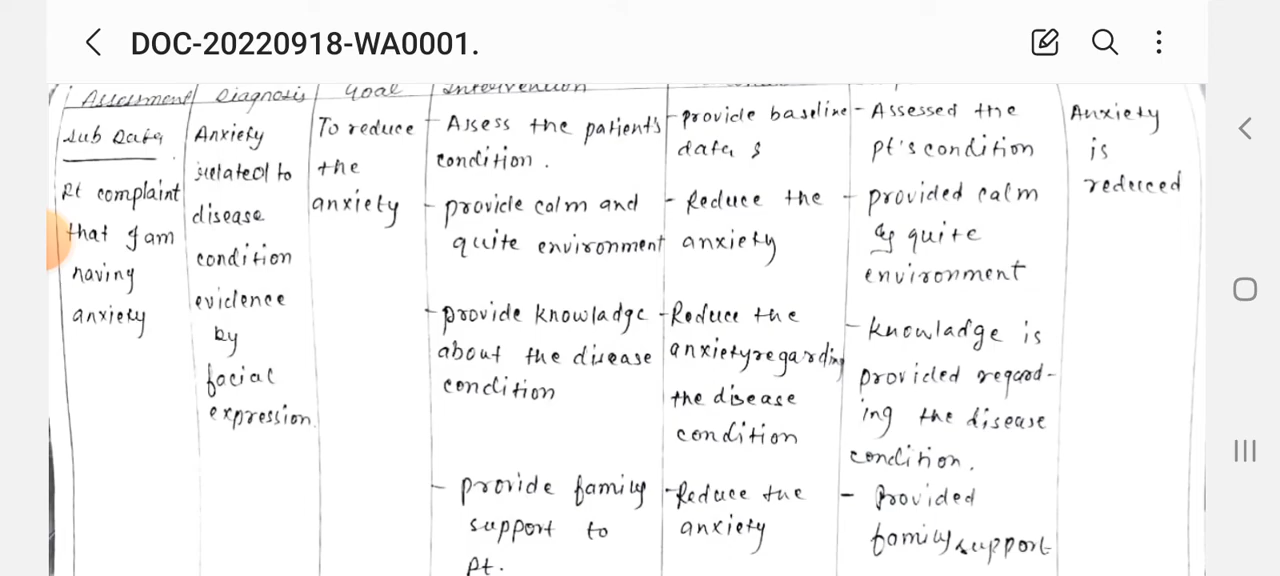 DOC-20220918-WA0001.
Assessment
Sub Data
Pt complaint
that I am
having
anxiety
Diagnosis
Anxiety
related to
disease
condition
evidence
by
facial
expression.
Goal
To reduce
the
anxiety
Intervention
- Assess the patient's
condition.
- provide calm and
quite environment
- provide knowladge
about the disease
condition
- provide family
support to
pt.
- provide baseline
data s
- Reduce the
anxiety
- Reduce the
anxiety regarding
the disease
condition
- Reduce the
anxiety
- Assessed the
pt's condition
- provided calm
quite
environment
- knowladge is
provided regard-
ing the disease
condition.
- Provided
family support
Anxiety
is
reduced